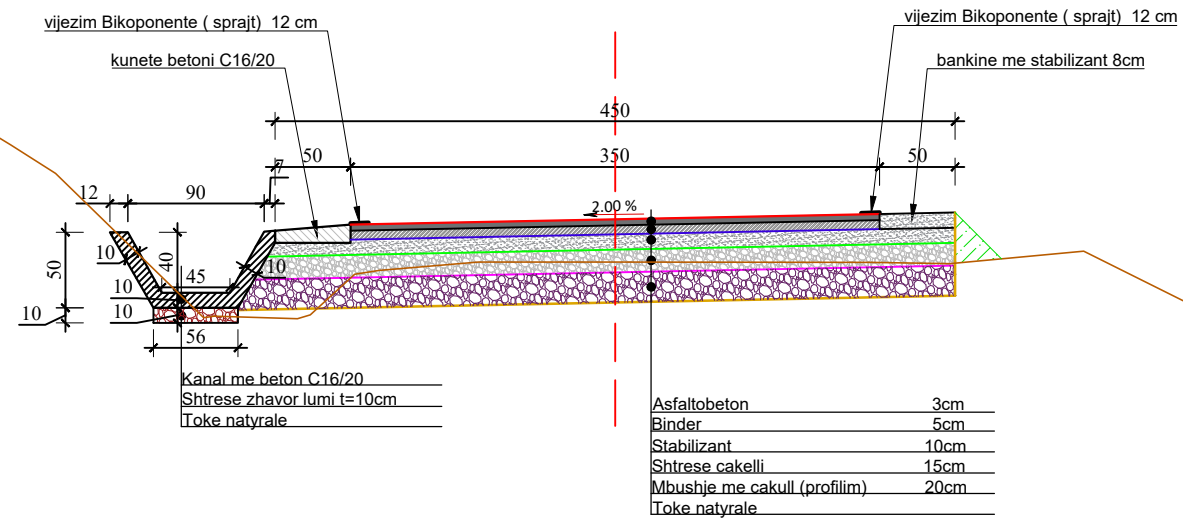 vijezim Bikoponente ( sprajt) 12 cm
vijezim Bikoponente ( sprajt) 12 cm
kunete betoni C16/20
bankine me stabilizant 8cm
450
50
350
50
7
12
90
2.00 %
10
40
50
45
10
10
10
10
56
Kanal me beton C16/20
Shtrese zhavor lumi t=10cm
Toke natyrale
Asfaltobeton 3cm
Binder 5cm
Stabilizant 10cm
Shtrese cakelli 15cm
Mbushje me cakull (profilim) 20cm
Toke natyrale